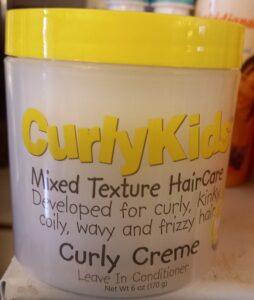 CurlyKids
Mixed Texture HairCare
Developed for curly, kinky
coily, wavy and frizzy hair
Curly Creme
Leave In Conditioner
Net Wt 6 oz (170 g)